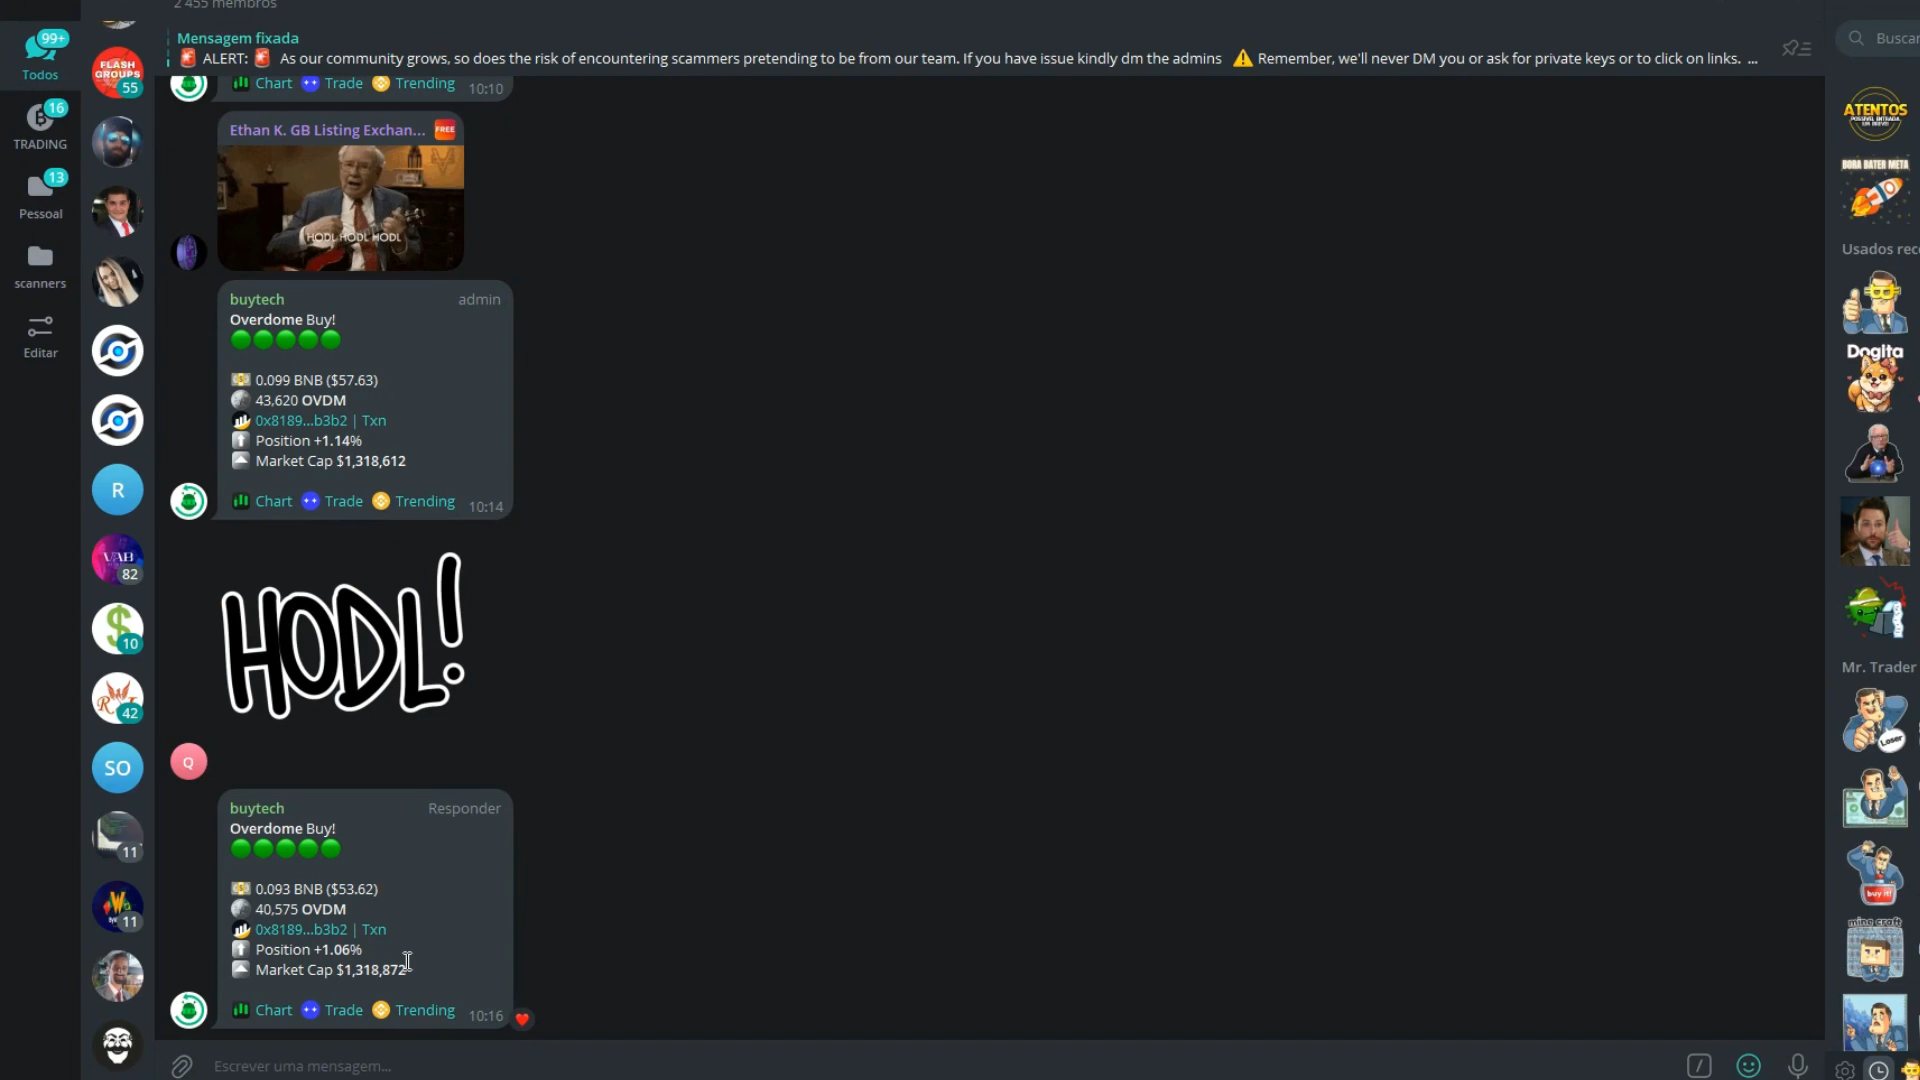 2 455 membros
Mensagem fixada
🚨 ALERT: 🚨 As our community grows, so does the risk of encountering scammers pretending to be from our team. If you have issue kindly dm the admins ⚠️ Remember, we'll never DM you or ask for private keys or to click on links. ...
Buscar
99+
Todos
16
TRADING
13
Pessoal
scanners
Editar
FLASH
GROUPS
55
R
VAB
82
10
42
SO
11
11
Chart Trade Trending 10:10
Ethan K. GB Listing Exchan... FREE
HODL HODL HODL
buytech admin
Overdome Buy!
0.099 BNB ($57.63)
43,620 OVDM
0x8189...b3b2 | Txn
Position +1.14%
Market Cap $1,318,612
Chart Trade Trending 10:14
HODL!
Q
buytech Responder
Overdome Buy!
0.093 BNB ($53.62)
40,575 OVDM
0x8189...b3b2 | Txn
Position +1.06%
Market Cap $1,318,872
Chart Trade Trending 10:16
Escrever uma mensagem...
ATENTOS
BORA BATER META
Usados rec
Dogita
Mr. Trader
Loser
buy it!
mine craft